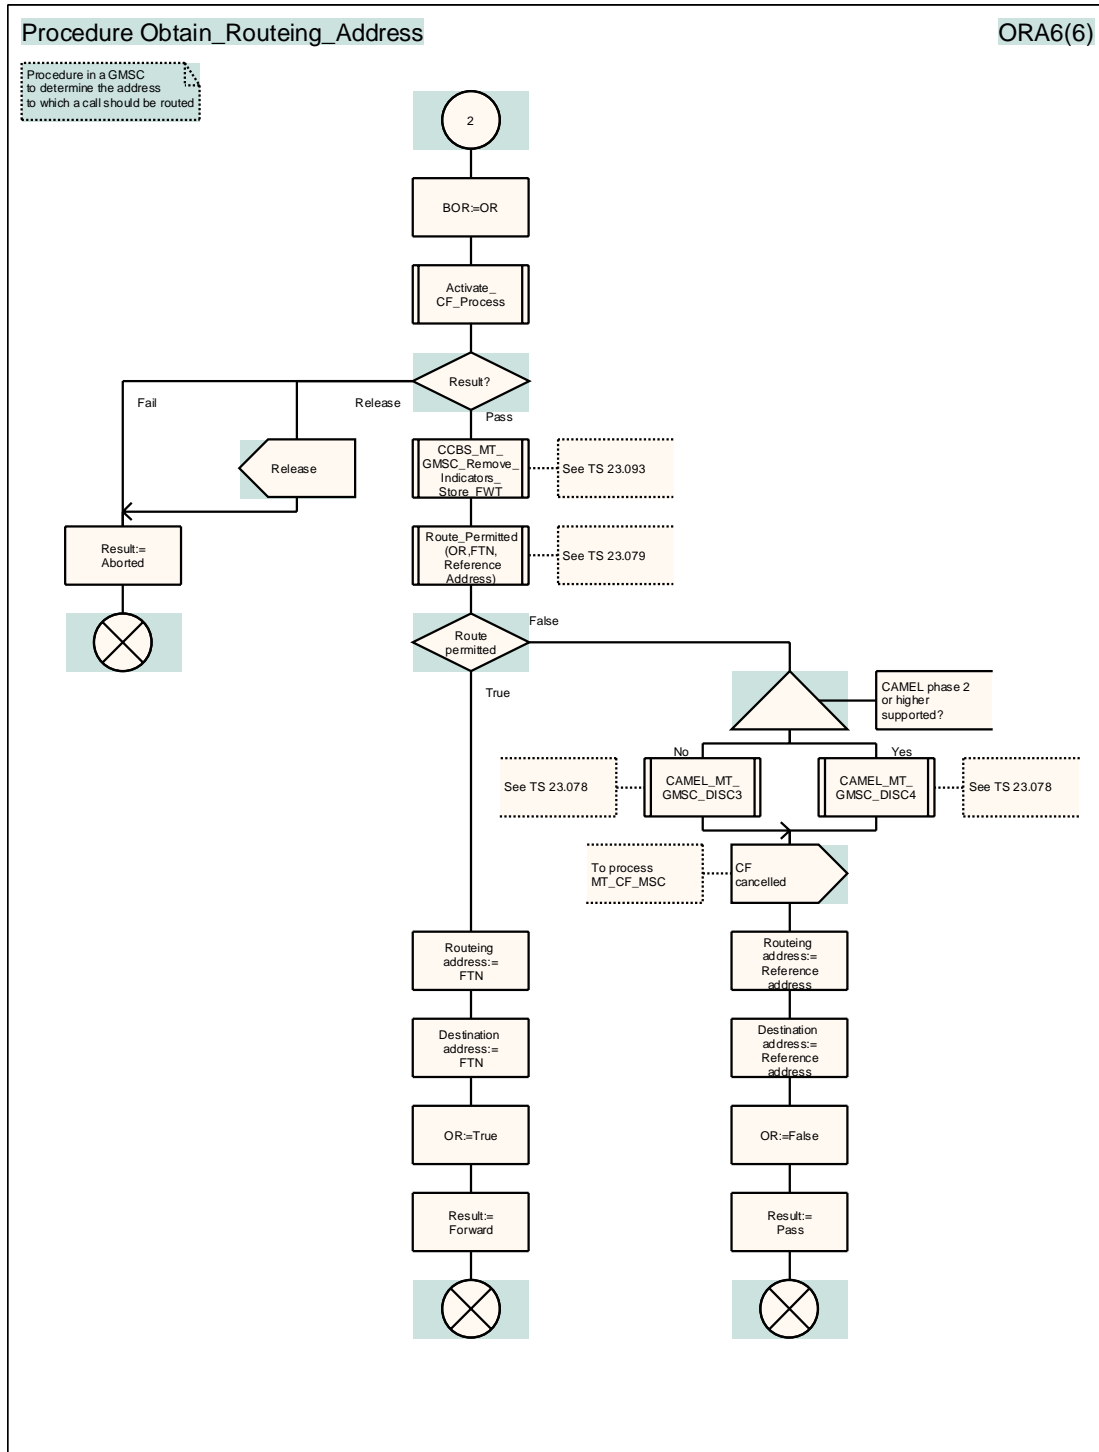 Procedure Obtain_Routeing_Address
ORA6(6)
Procedure in a GMSC
to determine the address
to which a call should be routed
2
BOR:=OR
Activate_
CF_Process
Result?
Fail
Release
Pass
Release
CCBS_MT_
GMSC_Remove_
Indicators_
Store_FWT
See TS 23.093
Result:=
Aborted
Route_Permitted
(OR,FTN,
Reference
Address)
See TS 23.079
Route
permitted
False
True
CAMEL phase 2
or higher
supported?
No
Yes
See TS 23.078
CAMEL_MT_
GMSC_DISC3
CAMEL_MT_
GMSC_DISC4
See TS 23.078
To process
MT_CF_MSC
CF
cancelled
Routeing
address:=
FTN
Routeing
address:=
Reference
address
Destination
address:=
FTN
Destination
address:=
Reference
address
OR:=True
OR:=False
Result:=
Forward
Result:=
Pass